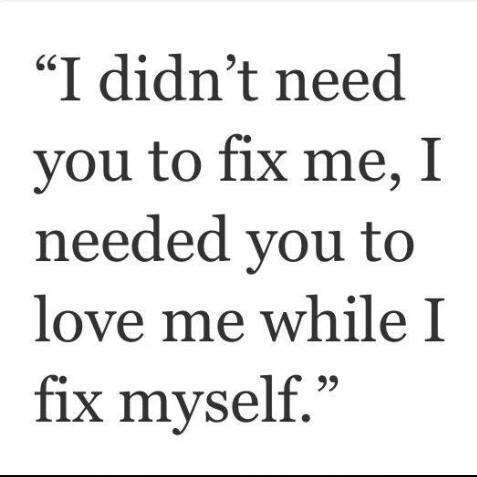 “I didn’t need
you to fix me, I
needed you to
love me while I
fix myself.”